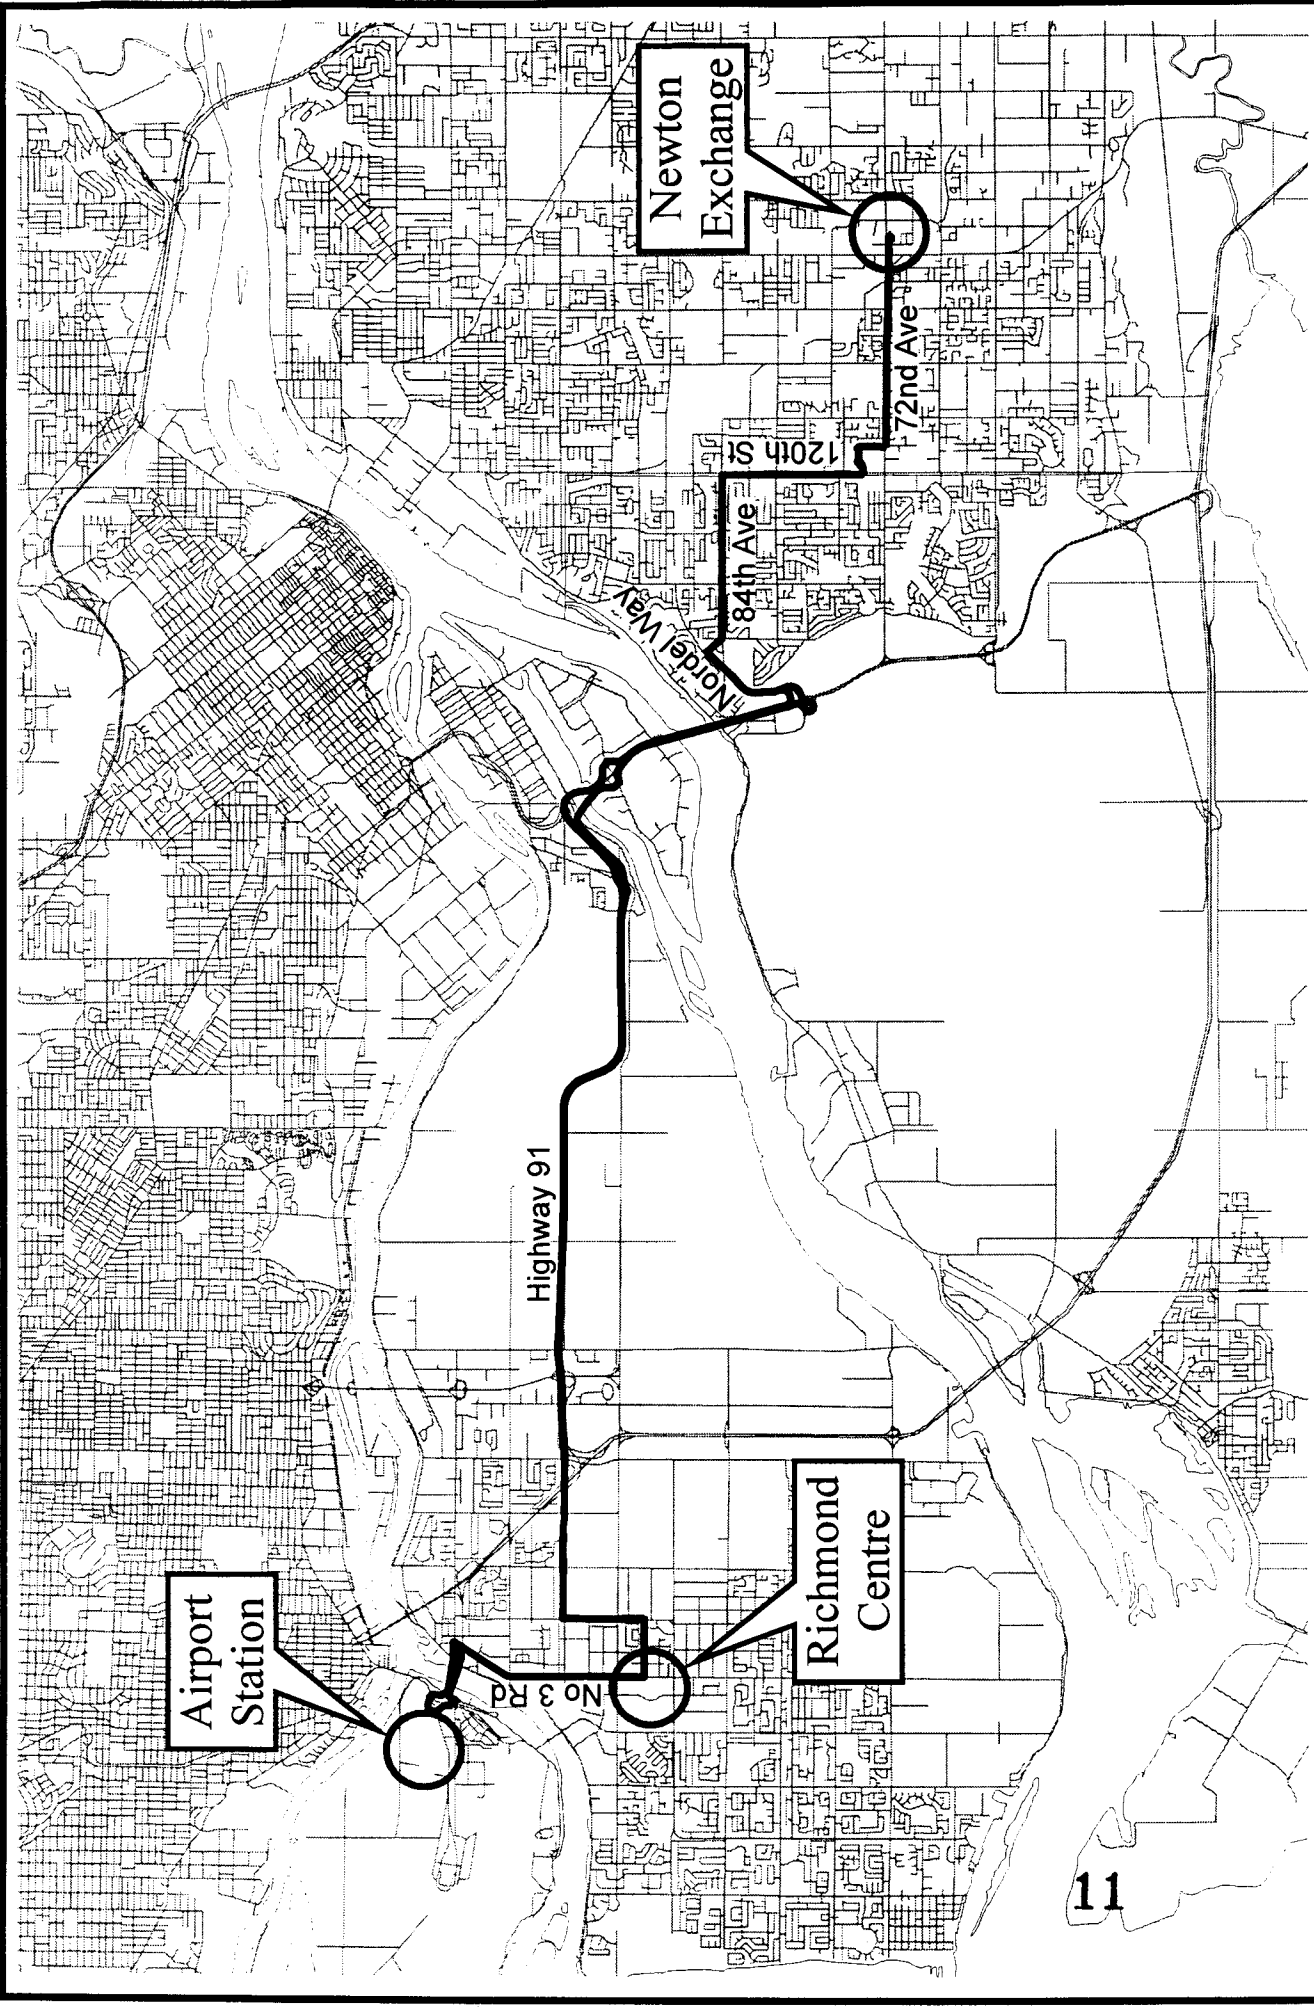 Airport
Station
No 3 Rd
Richmond
Centre
Highway 91
Nordel Way
84th Ave
120th St
72nd Ave
Newton
Exchange
11